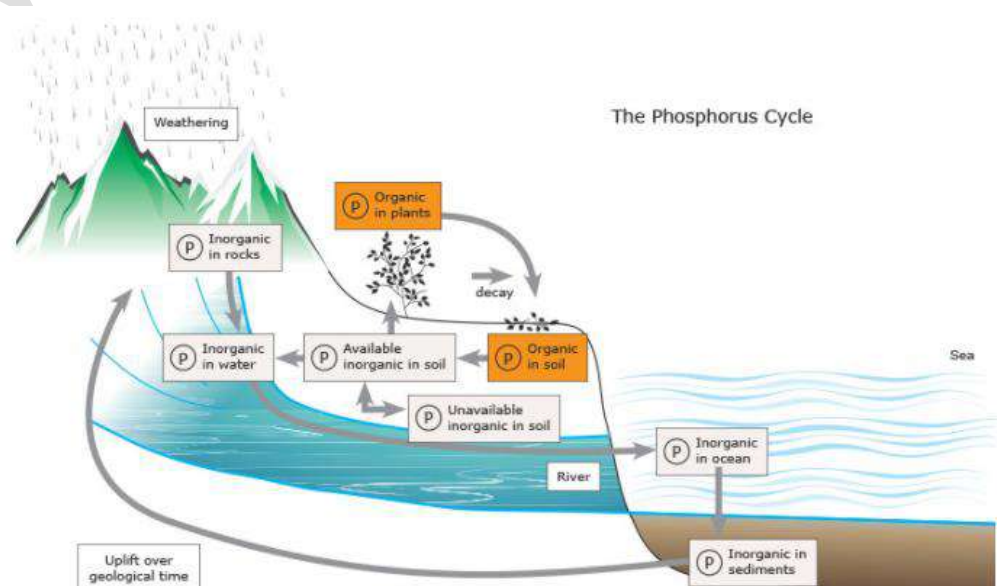 The Phosphorus Cycle
Weathering
P Organic
in plants
P Inorganic
in rocks
decay
P Inorganic
in water
P Available
inorganic in soil
P Organic
in soil
Sea
P Unavailable
inorganic in soil
P Inorganic
in ocean
River
P Inorganic in
sediments
Uplift over
geological time